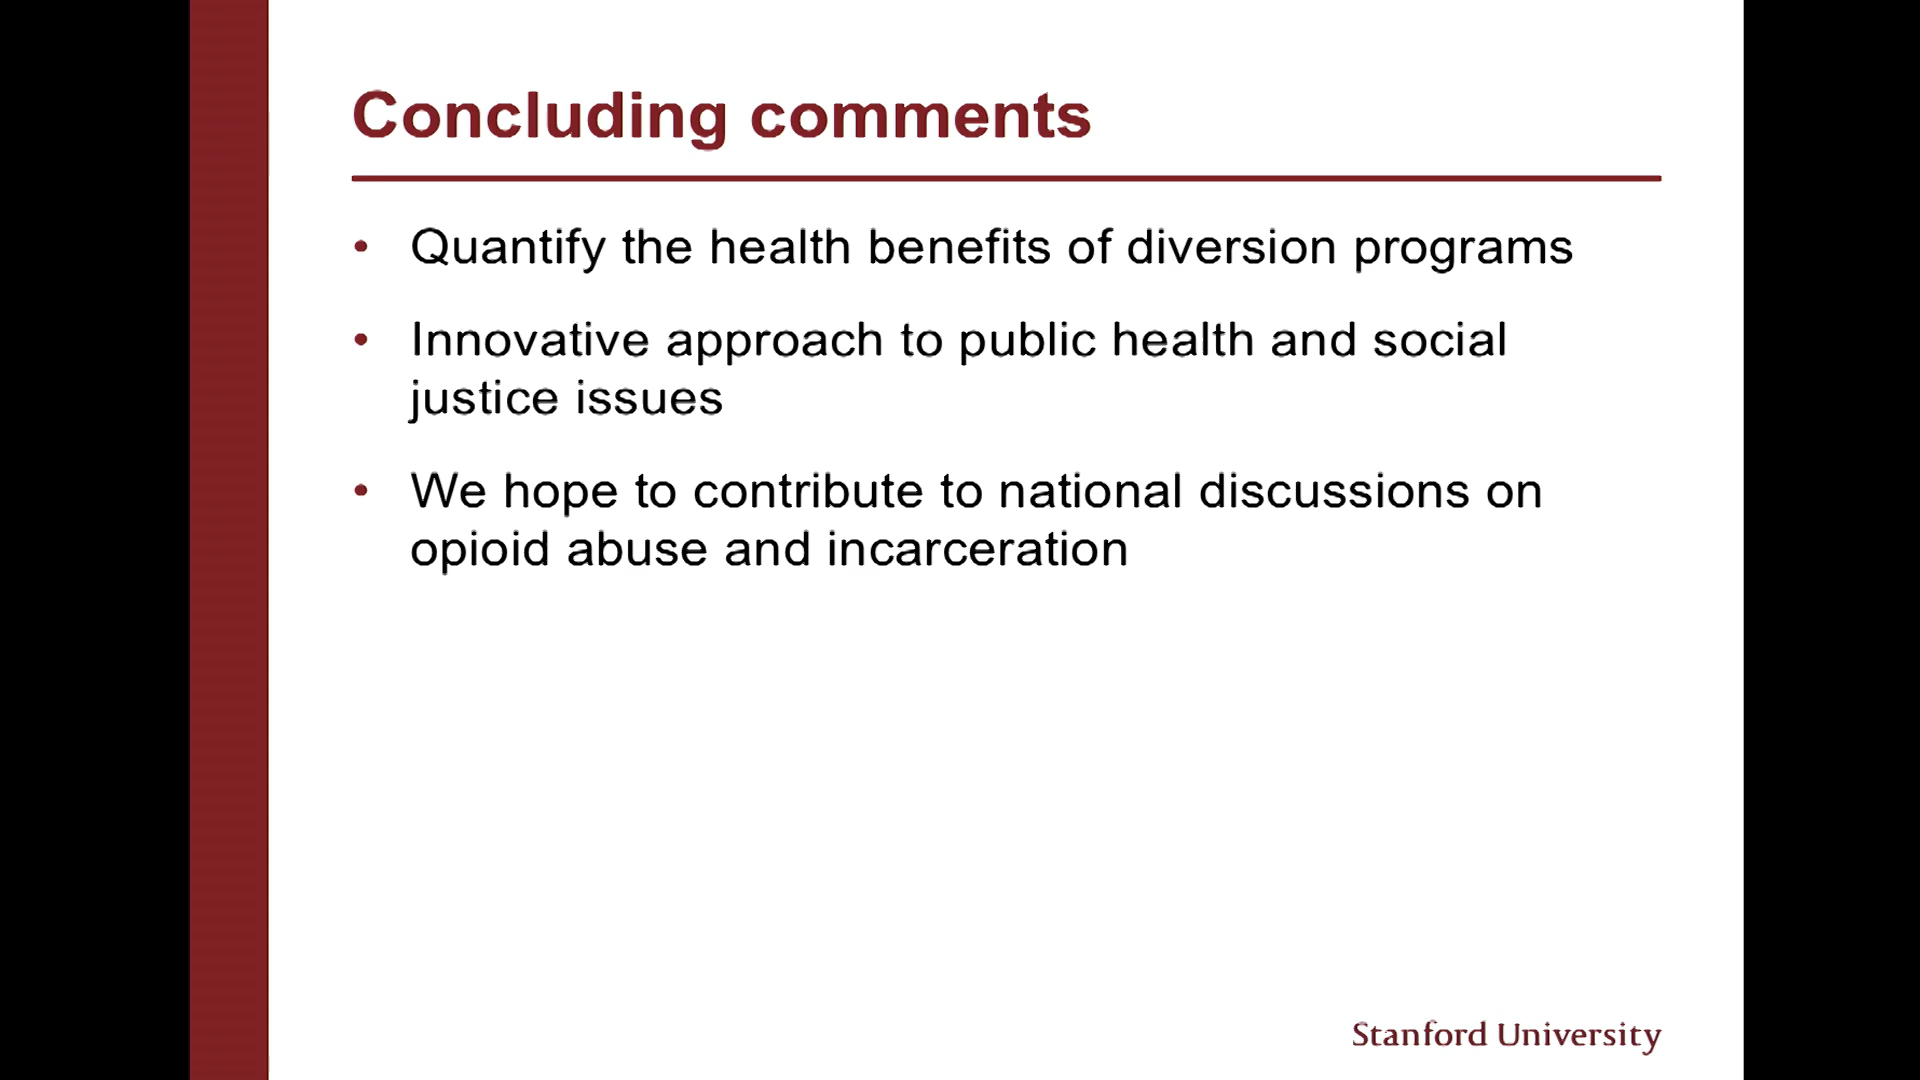 Concluding comments
• Quantify the health benefits of diversion programs
• Innovative approach to public health and social
justice issues
• We hope to contribute to national discussions on
opioid abuse and incarceration
Stanford University